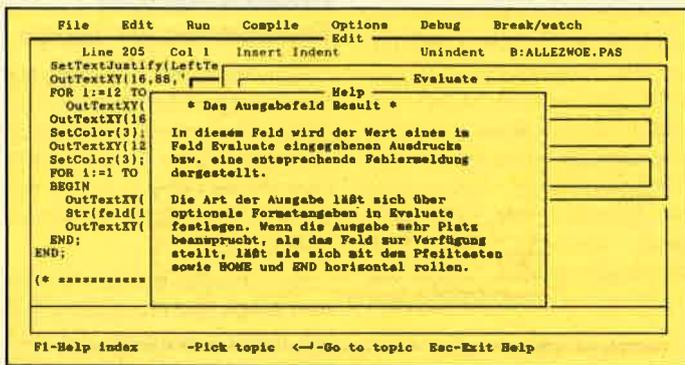 File Edit Run Compile Options Debug Break/watch
Edit
Line 205 Col 1 Insert Indent Unindent B:ALLEZWOE.PAS
SetTextJustify(LeftTe
OutTextXY(16,88,'
Evaluate
FOR i:=12 TO
Help
OutTextXY(
* Das Ausgabefeld Result *
OutTextXY(16
SetColor(3);
In diesem Feld wird der Wert eines im
OutTextXY(12
Feld Evaluate eingegebenen Ausdrucks
SetColor(3);
bzw. eine entsprechende Fehlermeldung
FOR i:=1 TO
dargestellt.
BEGIN
OutTextXY(
Die Art der Ausgabe läßt sich über
Str(feld[i
optionale Formatangaben in Evaluate
OutTextXY(
festlegen. Wenn die Ausgabe mehr Platz
END;
beansprucht, als das Feld zur Verfügung
END;
stellt, läßt sie sich mit dem Pfeiltasten
sowie HOME und END horizontal rollen.
(* ***********
F1-Help index -Pick topic <─┘-Go to topic Esc-Exit Help